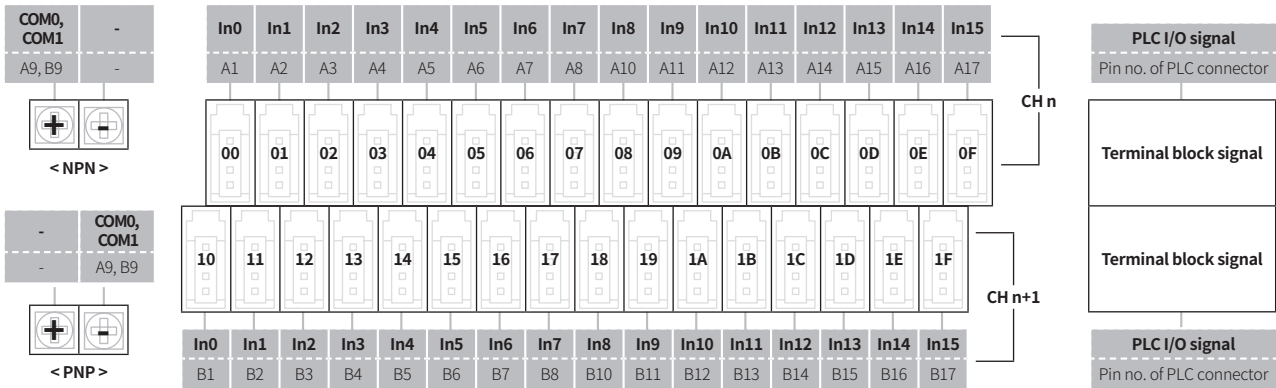 COM0, COM1 -
A9, B9 -
+ -
< NPN >
- COM0, COM1
- A9, B9
+ -
< PNP >
In0 In1 In2 In3 In4 In5 In6 In7 In8 In9 In10 In11 In12 In13 In14 In15
A1 A2 A3 A4 A5 A6 A7 A8 A10 A11 A12 A13 A14 A15 A16 A17
CH n
00 01 02 03 04 05 06 07 08 09 0A 0B 0C 0D 0E 0F
10 11 12 13 14 15 16 17 18 19 1A 1B 1C 1D 1E 1F
CH n+1
In0 In1 In2 In3 In4 In5 In6 In7 In8 In9 In10 In11 In12 In13 In14 In15
B1 B2 B3 B4 B5 B6 B7 B8 B10 B11 B12 B13 B14 B15 B16 B17
PLC I/O signal
Pin no. of PLC connector
Terminal block signal
Terminal block signal
PLC I/O signal
Pin no. of PLC connector